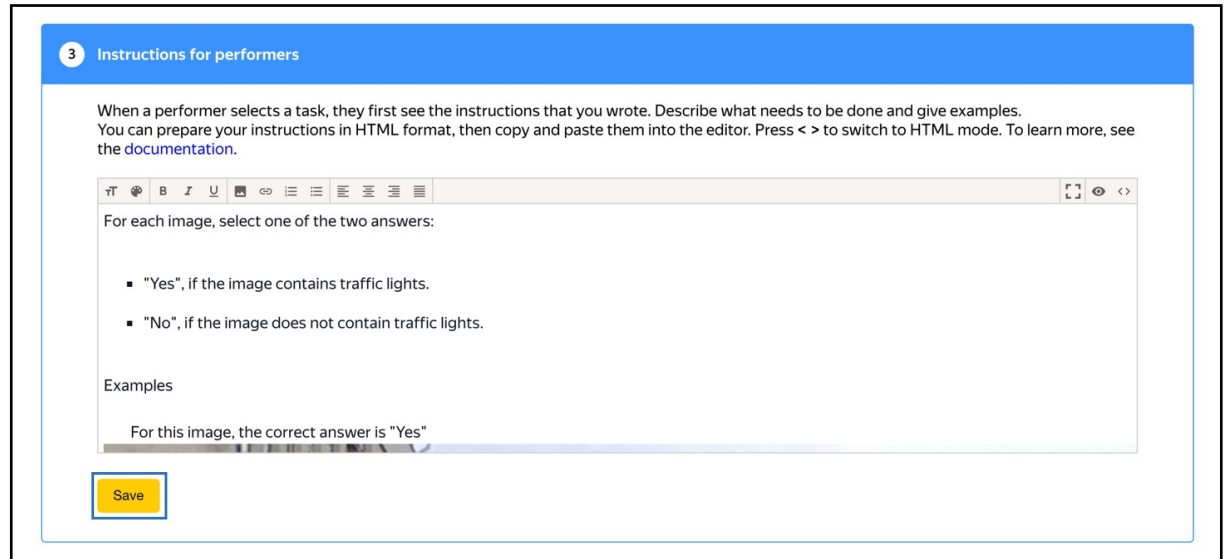 3 Instructions for performers
When a performer selects a task, they first see the instructions that you wrote. Describe what needs to be done and give examples.
You can prepare your instructions in HTML format, then copy and paste them into the editor. Press < > to switch to HTML mode. To learn more, see
the documentation.
тT B I U < >
For each image, select one of the two answers:
▪ "Yes", if the image contains traffic lights.
▪ "No", if the image does not contain traffic lights.
Examples
For this image, the correct answer is "Yes"
Save